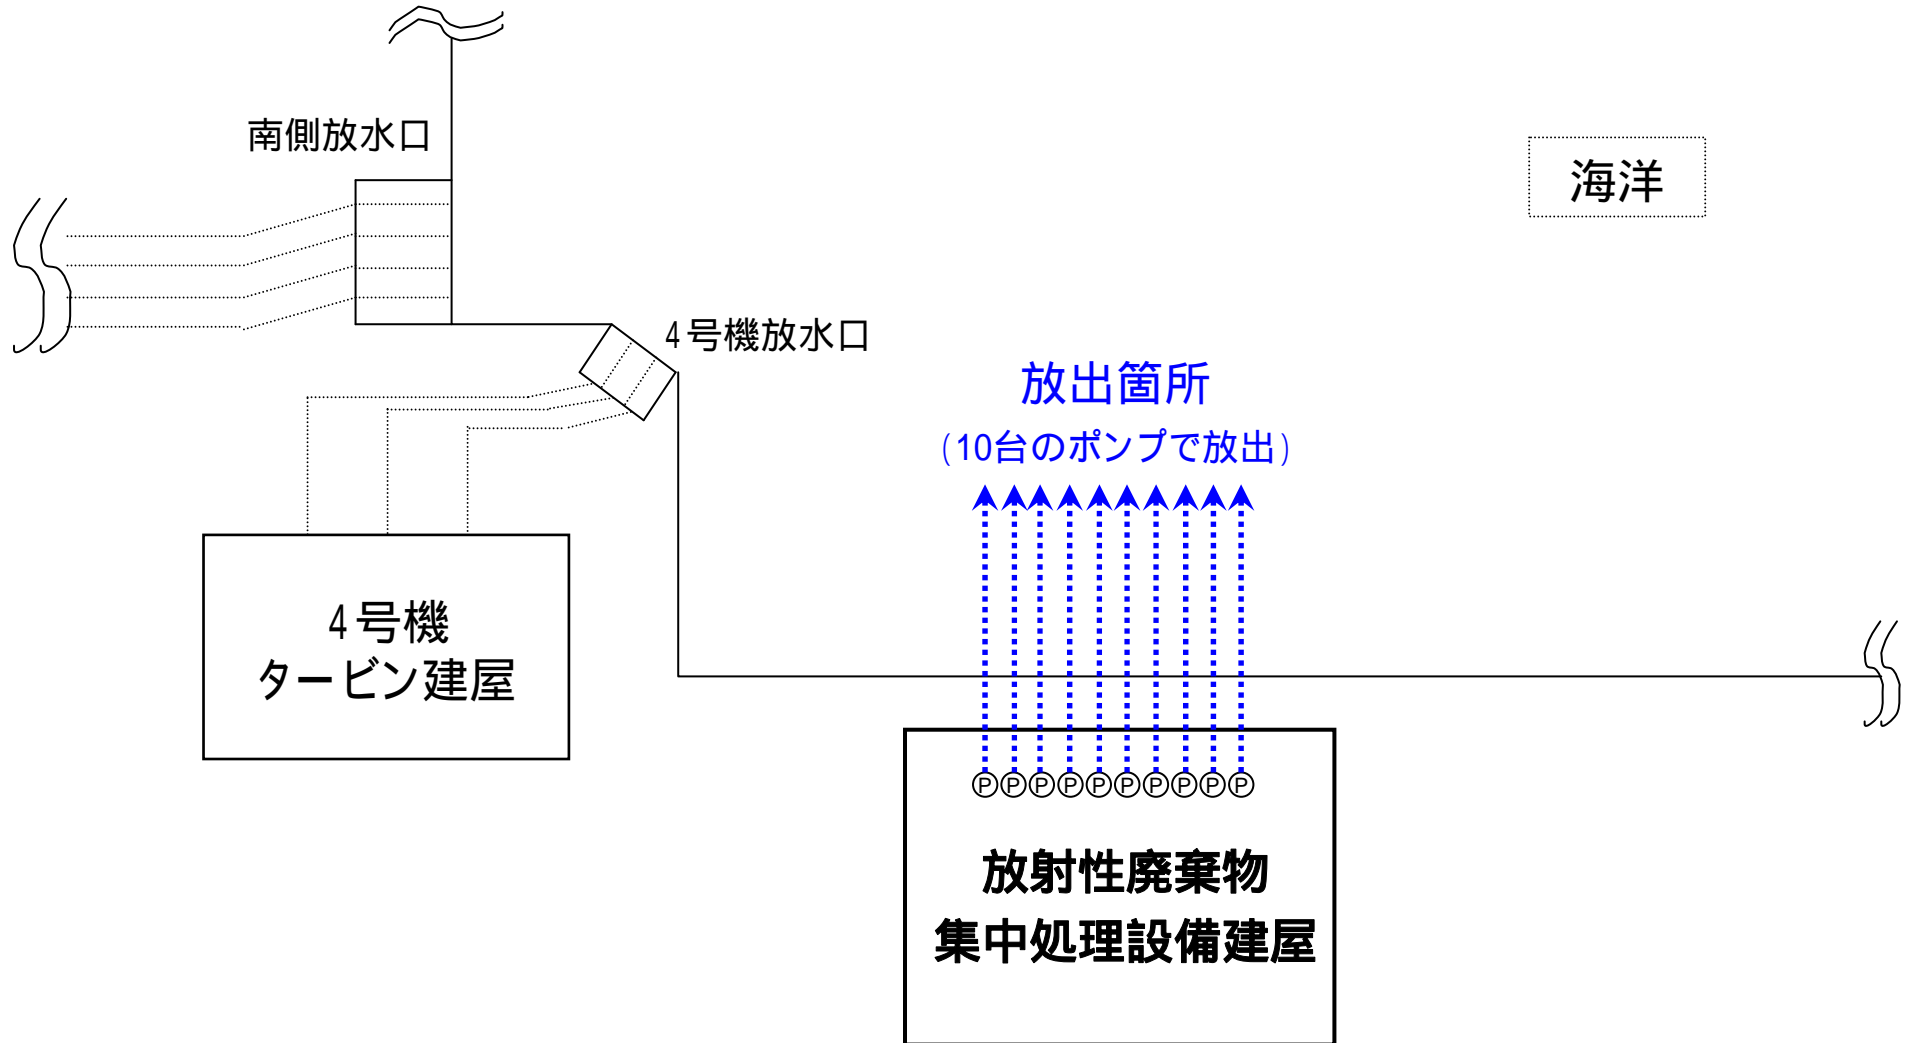 南側放水口
海洋
4号機放水口
放出箇所
(10台のポンプで放出)
4号機
タービン建屋
P P P P P P P P P P
放射性廃棄物
集中処理設備建屋